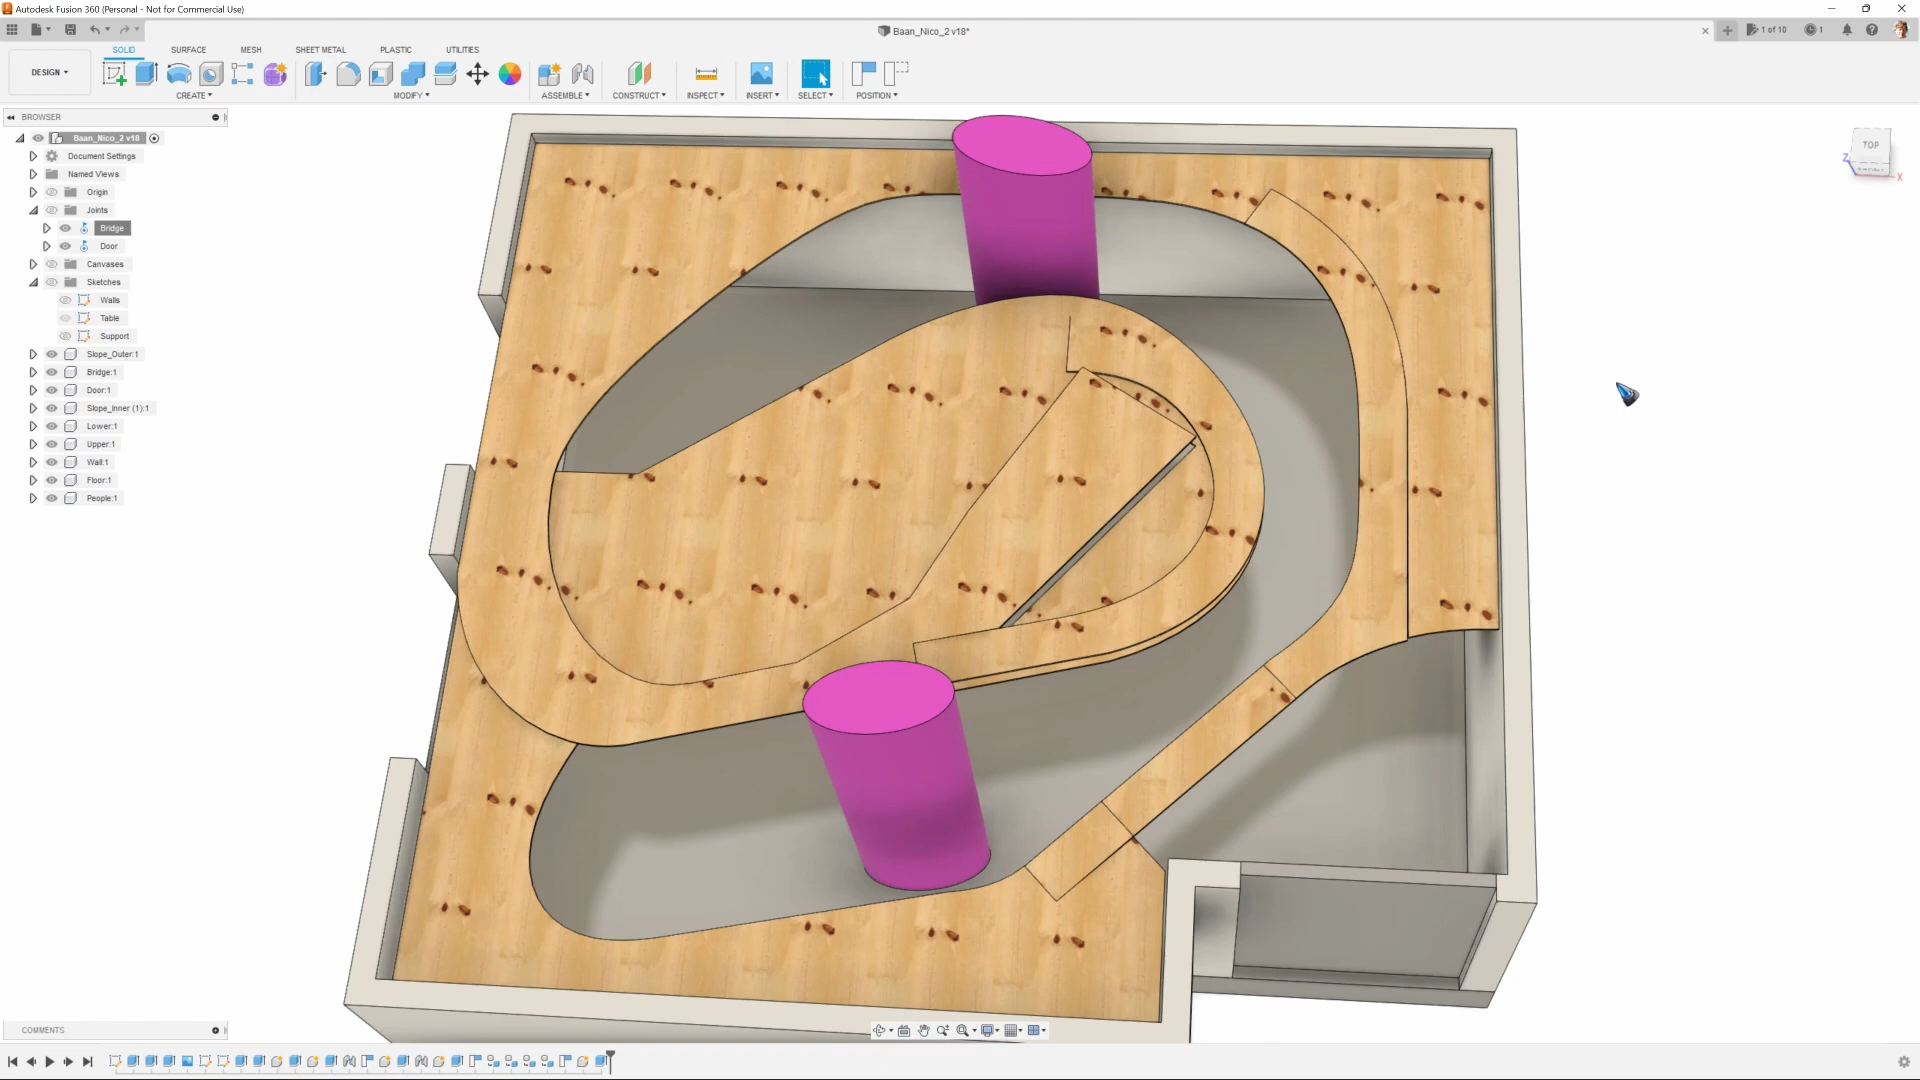 Autodesk Fusion 360 (Personal - Not for Commercial Use)
Baan_Nico_2 v18*
1 of 10
1
DESIGN
SOLID
SURFACE
MESH
SHEET METAL
PLASTIC
UTILITIES
CREATE
MODIFY
ASSEMBLE
CONSTRUCT
INSPECT
INSERT
SELECT
POSITION
BROWSER
Baan_Nico_2 v18
Document Settings
Named Views
Origin
Joints
Bridge
Door
Canvases
Sketches
Walls
Table
Support
Slope_Outer:1
Bridge:1
Door:1
Slope_Inner (1):1
Lower:1
Upper:1
Wall:1
Floor:1
People:1
TOP
Z
X
COMMENTS